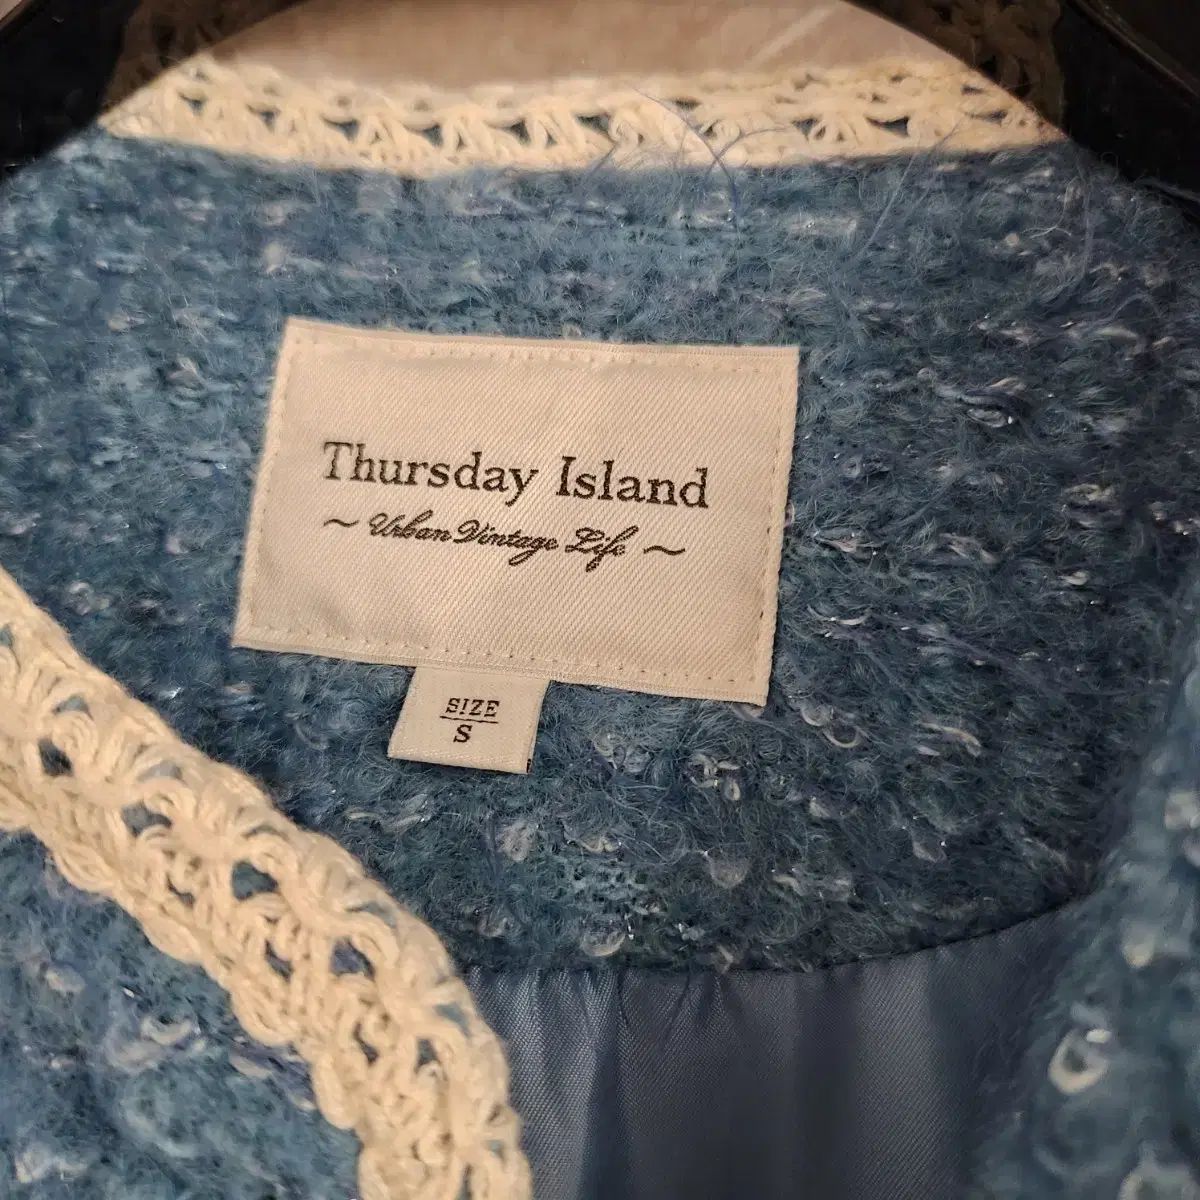 Thursday Island
~ Urban Vintage Life ~
SIZE
S